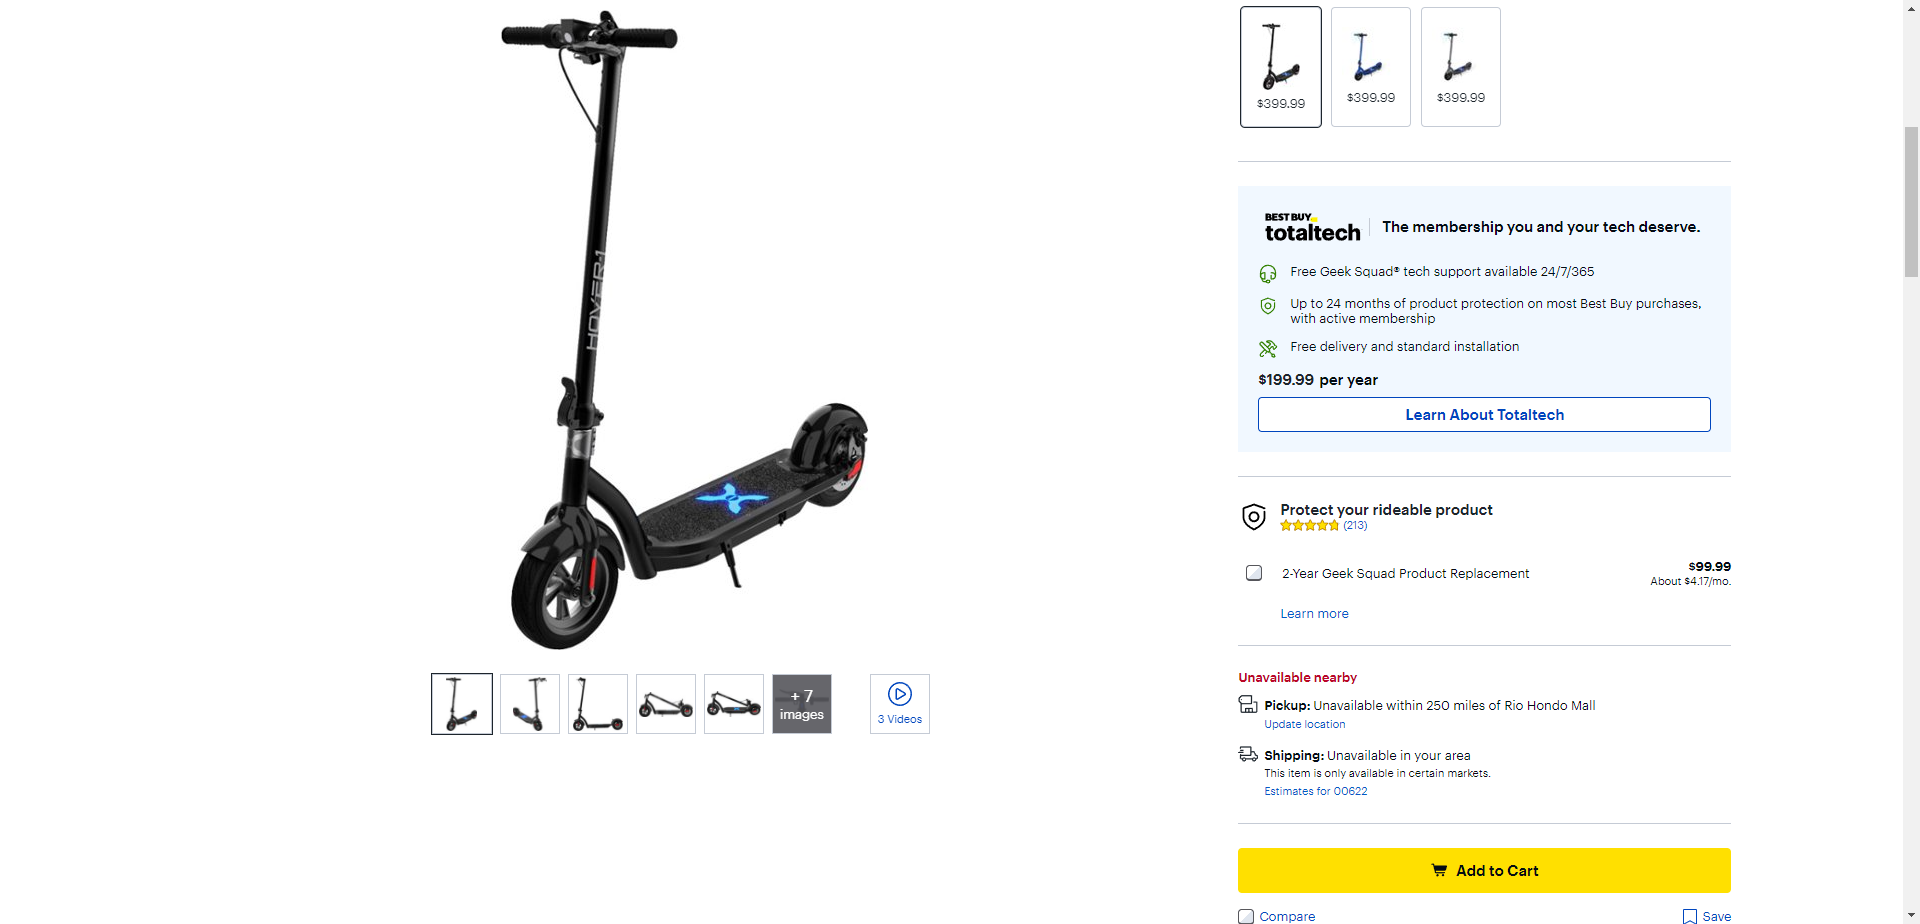 HOVER-1
+ 7
images
3 Videos
$399.99
$399.99
$399.99
BEST BUY
totaltech
The membership you and your tech deserve.
Free Geek Squad® tech support available 24/7/365
Up to 24 months of product protection on most Best Buy purchases,
with active membership
Free delivery and standard installation
$199.99 per year
Learn About Totaltech
Protect your rideable product
(213)
2-Year Geek Squad Product Replacement
$99.99
About $4.17/mo.
Learn more
Unavailable nearby
Pickup: Unavailable within 250 miles of Rio Hondo Mall
Update location
Shipping: Unavailable in your area
This item is only available in certain markets.
Estimates for 00622
Add to Cart
Compare
Save